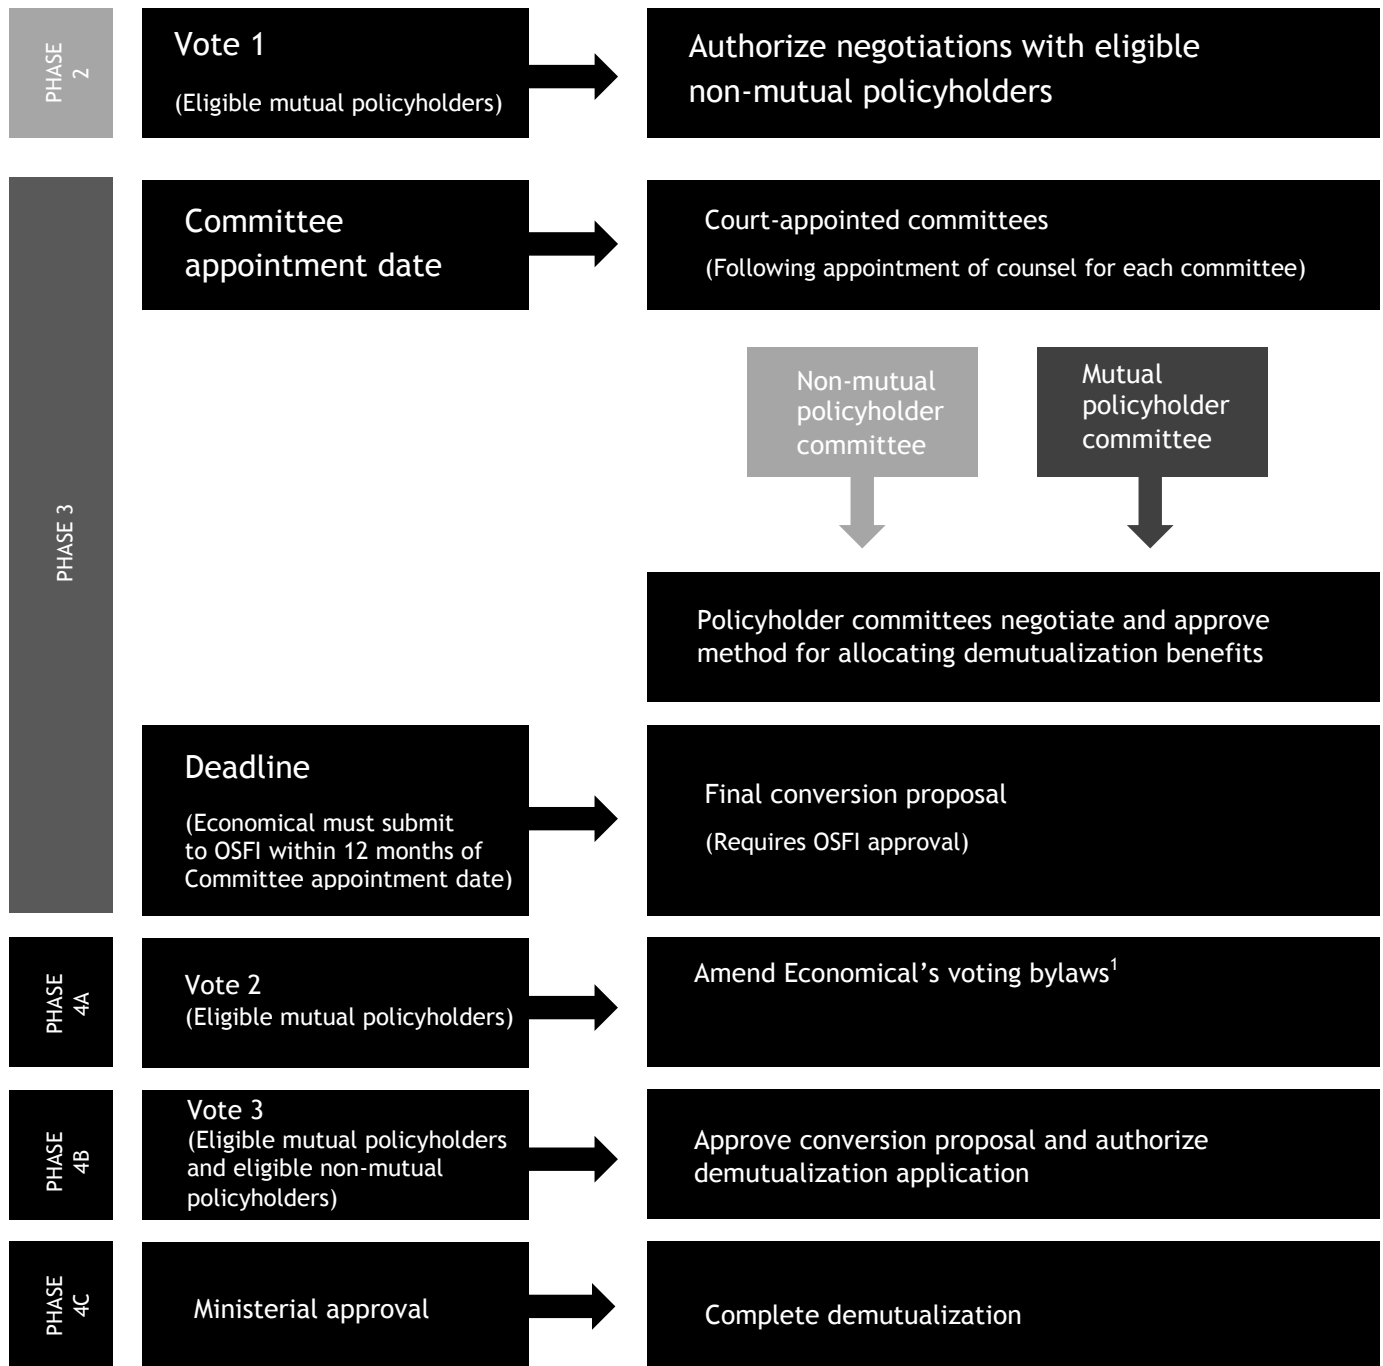 PHASE
2
Vote 1
(Eligible mutual policyholders)
Authorize negotiations with eligible
non-mutual policyholders
PHASE 3
Committee
appointment date
Court-appointed committees
(Following appointment of counsel for each committee)
Non-mutual
policyholder
committee
Mutual
policyholder
committee
Policyholder committees negotiate and approve
method for allocating demutualization benefits
Deadline
(Economical must submit
to OSFI within 12 months of
Committee appointment date)
Final conversion proposal
(Requires OSFI approval)
PHASE
4A
Vote 2
(Eligible mutual policyholders)
Amend Economical’s voting bylaws¹
PHASE
4B
Vote 3
(Eligible mutual policyholders
and eligible non-mutual
policyholders)
Approve conversion proposal and authorize
demutualization application
PHASE
4C
Ministerial approval
Complete demutualization